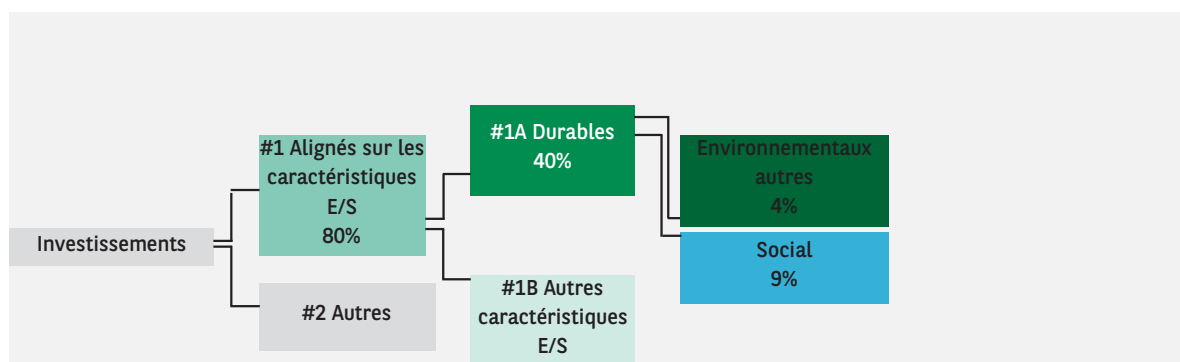 Investissements
#1 Alignés sur les
caractéristiques
E/S
80%
#2 Autres
#1A Durables
40%
#1B Autres
caractéristiques
E/S
Environnementaux
autres
4%
Social
9%